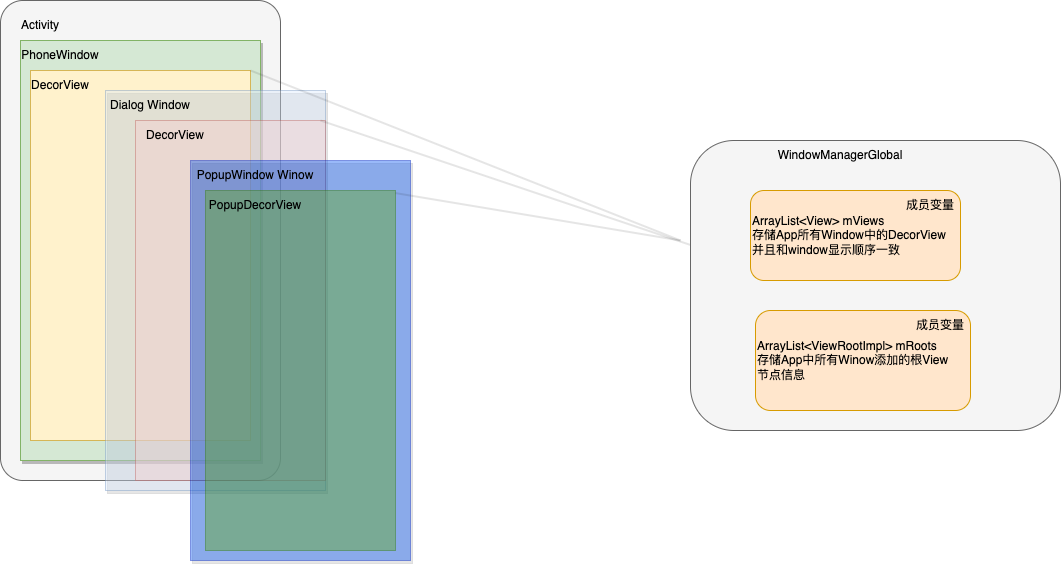 Activity
PhoneWindow
DecorView
Dialog Window
DecorView
PopupWindow Winow
PopupDecorView
WindowManagerGlobal
成员变量
ArrayList<View> mViews
存储App所有Window中的DecorView
并且和window显示顺序一致
成员变量
ArrayList<ViewRootImpl> mRoots
存储App中所有Winow添加的根View
节点信息